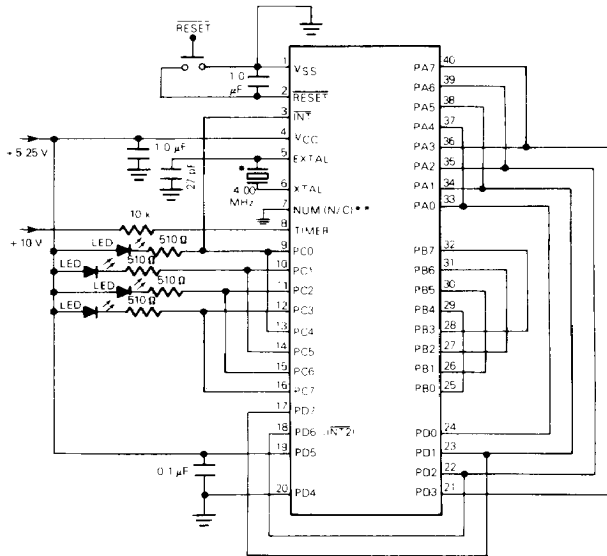 RESET
1.0 µF
1 VSS
2 RESET
3 INT
4 VCC
5 EXTAL
6 XTAL
7 NUM (N/C)**
8 TIMER
9 PC0
10 PC1
11 PC2
12 PC3
13 PC4
14 PC5
15 PC6
16 PC7
17 PD7
18 PD6 (INT2)
19 PD5
20 PD4
+5.25 V
1.0 µF
27 pF
*
4.00 MHz
10 k
+10 V
LED
510 Ω
LED
510 Ω
LED
510 Ω
LED
510 Ω
0.1 µF
PA7 40
PA6 39
PA5 38
PA4 37
PA3 36
PA2 35
PA1 34
PA0 33
PB7 32
PB6 31
PB5 30
PB4 29
PB3 28
PB2 27
PB1 26
PB0 25
PD0 24
PD1 23
PD2 22
PD3 21